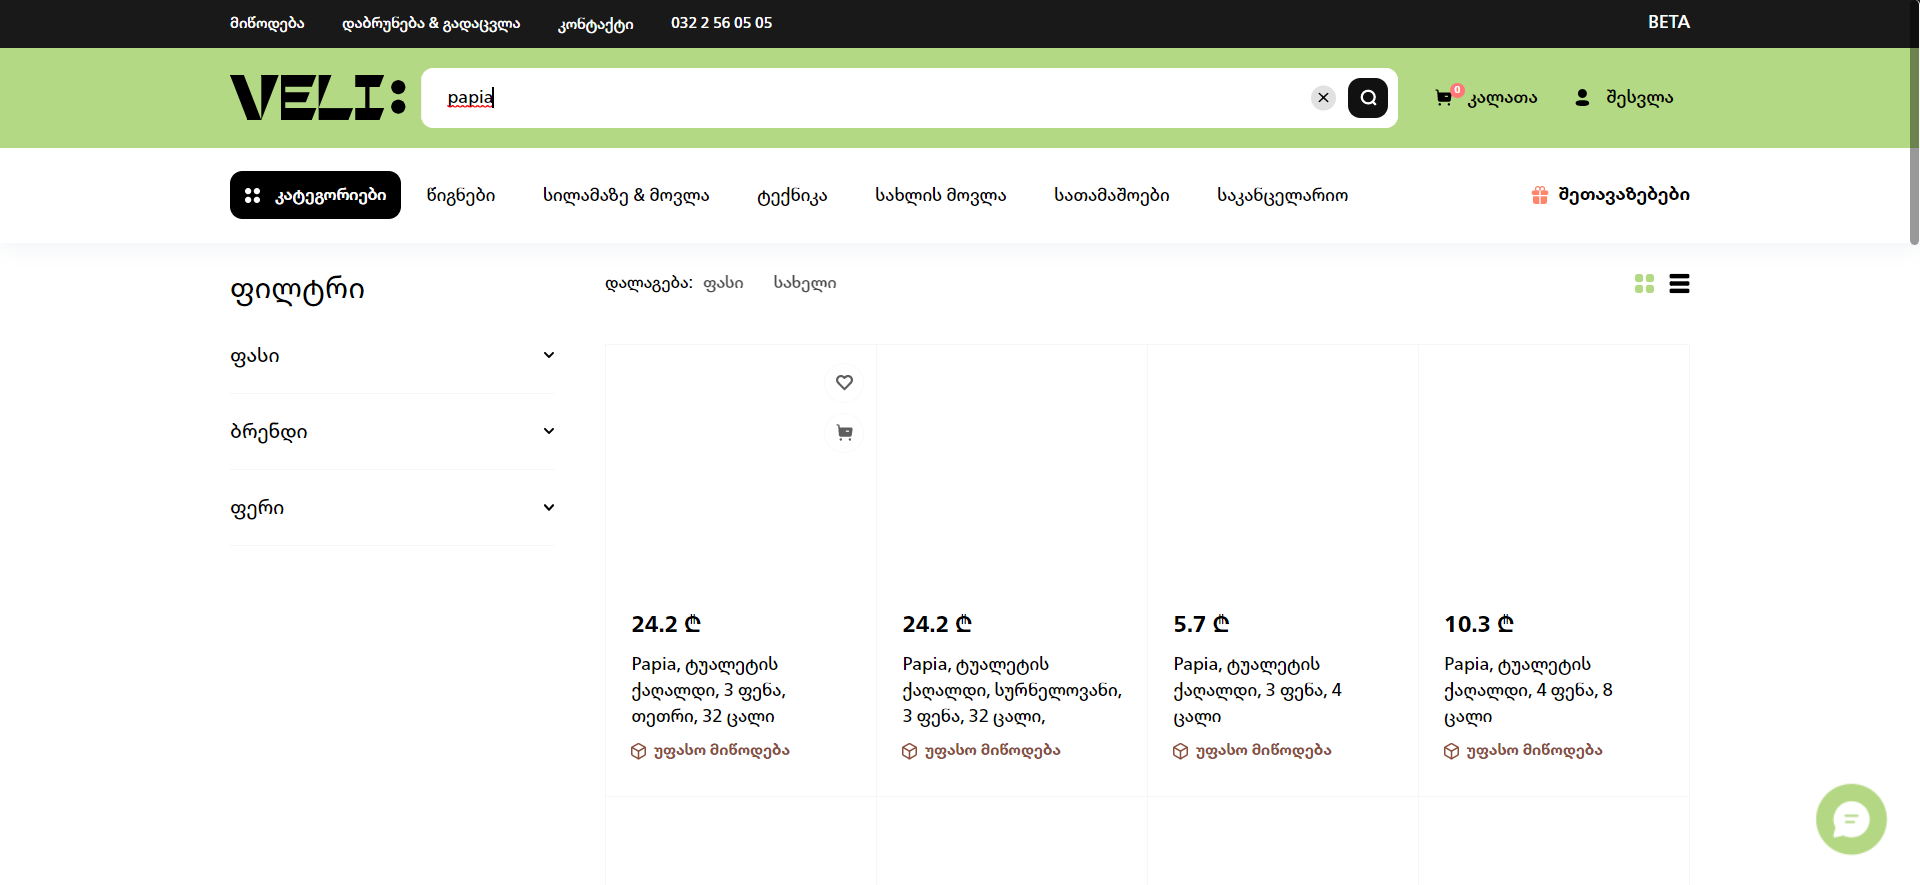 მიწოდება
დაბრუნება & გადაცვლა
კონტაქტი
032 2 56 05 05
BETA
VELI:
papia
0
კალათა
შესვლა
კატეგორიები
წიგნები
სილამაზე & მოვლა
ტექნიკა
სახლის მოვლა
სათამაშოები
საკანცელარიო
შეთავაზებები
ფილტრი
ფასი
ბრენდი
ფერი
დალაგება:
ფასი
სახელი
24.2 ₾
Papia, ტუალეტის
ქაღალდი, 3 ფენა,
თეთრი, 32 ცალი
უფასო მიწოდება
24.2 ₾
Papia, ტუალეტის
ქაღალდი, სურნელოვანი,
3 ფენა, 32 ცალი,
უფასო მიწოდება
5.7 ₾
Papia, ტუალეტის
ქაღალდი, 3 ფენა, 4
ცალი
უფასო მიწოდება
10.3 ₾
Papia, ტუალეტის
ქაღალდი, 4 ფენა, 8
ცალი
უფასო მიწოდება